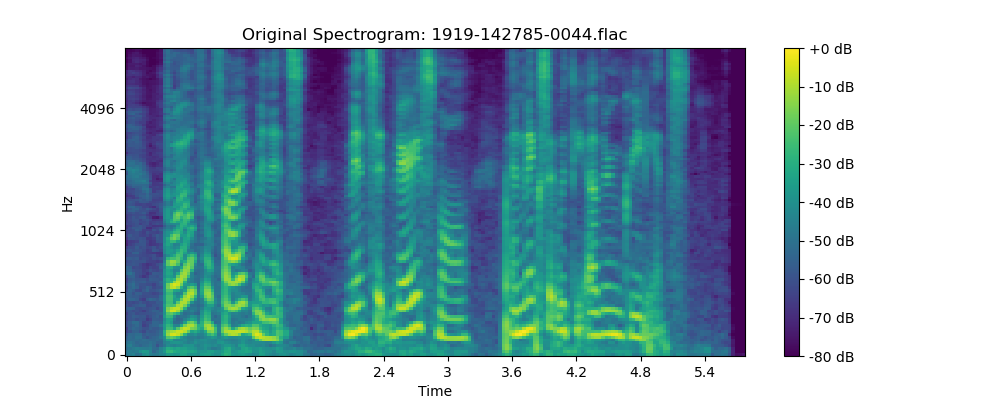 Original Spectrogram: 1919-142785-0044.flac
+0 dB
-10 dB
4096
-20 dB
-30 dB
2048
Hz
-40 dB
1024
-50 dB
-60 dB
512
-70 dB
0
-80 dB
0 0.6 1.2 1.8 2.4 3 3.6 4.2 4.8 5.4
Time